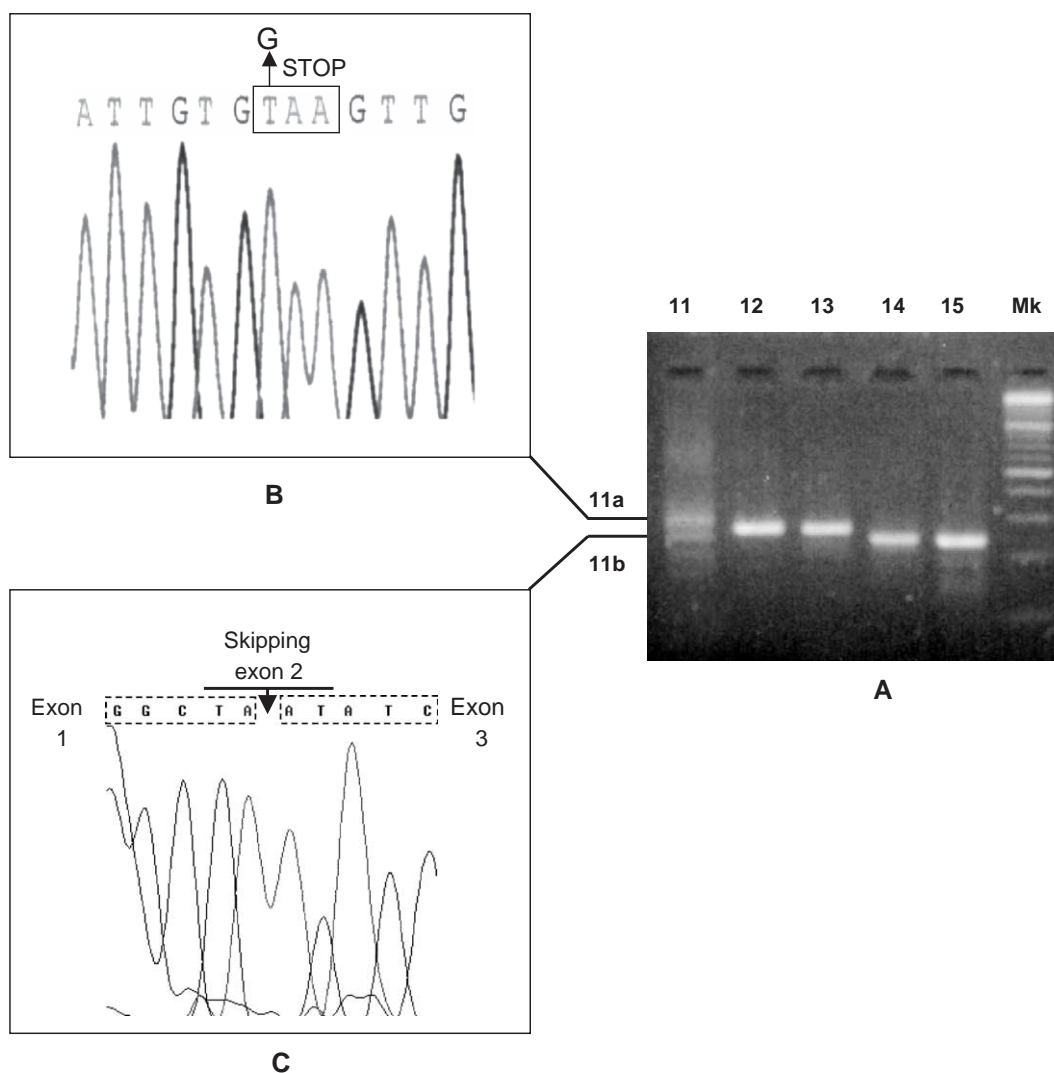 G
STOP
A T T G T G T A A G T T G
B
11 12 13 14 15 Mk
11a
11b
A
Skipping
exon 2
Exon G G C T A A T A T C Exon
1 3
C